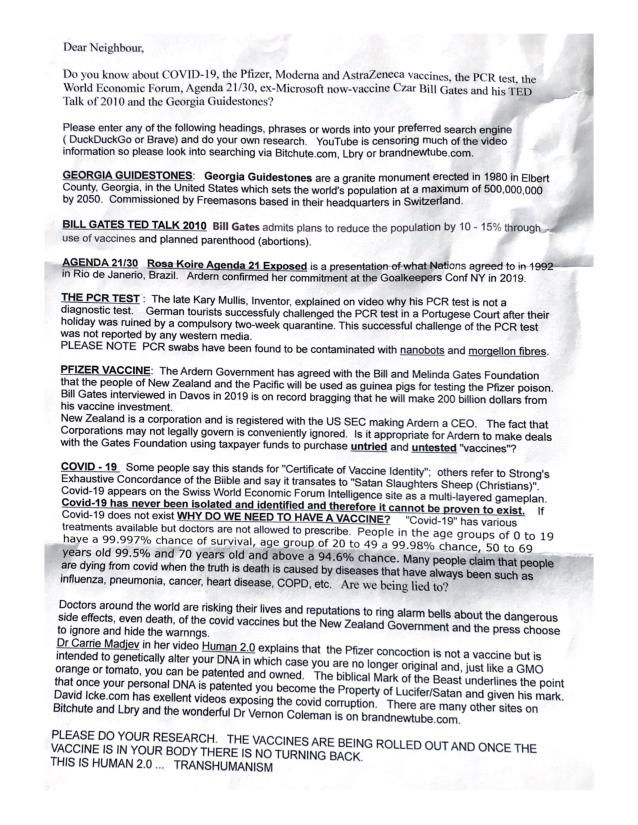 Dear Neighbour,
Do you know about COVID-19, the Pfizer, Moderna and AstraZeneca vaccines, the PCR test, the
World Economic Forum, Agenda 21/30, ex-Microsoft now-vaccine Czar Bill Gates and his TED
Talk of 2010 and the Georgia Guidestones?
Please enter any of the following headings, phrases or words into your preferred search engine
( DuckDuckGo or Brave) and do your own research. YouTube is censoring much of the video
information so please look into searching via Bitchute.com, Lbry or brandnewtube.com.
GEORGIA GUIDESTONES: Georgia Guidestones are a granite monument erected in 1980 in Elbert
County, Georgia, in the United States which sets the world's population at a maximum of 500,000,000
by 2050. Commissioned by Freemasons based in their headquarters in Switzerland.
BILL GATES TED TALK 2010 Bill Gates admits plans to reduce the population by 10 - 15% through
use of vaccines and planned parenthood (abortions).
AGENDA 21/30 Rosa Koire Agenda 21 Exposed is a presentation of what Nations agreed to in 1992
in Rio de Janerio, Brazil. Ardern confirmed her commitment at the Goalkeepers Conf NY in 2019.
THE PCR TEST : The late Kary Mullis, Inventor, explained on video why his PCR test is not a
diagnostic test. German tourists successfuly challenged the PCR test in a Portugese Court after their
holiday was ruined by a compulsory two-week quarantine. This successful challenge of the PCR test
was not reported by any western media.
PLEASE NOTE PCR swabs have been found to be contaminated with nanobots and morgellon fibres.
PFIZER VACCINE: The Ardern Government has agreed with the Bill and Melinda Gates Foundation
that the people of New Zealand and the Pacific will be used as guinea pigs for testing the Pfizer poison.
Bill Gates interviewed in Davos in 2019 is on record bragging that he will make 200 billion dollars from
his vaccine investment.
New Zealand is a corporation and is registered with the US SEC making Ardern a CEO. The fact that
Corporations may not legally govern is conveniently ignored. Is it appropriate for Ardern to make deals
with the Gates Foundation using taxpayer funds to purchase untried and untested "vaccines"?
COVID - 19 Some people say this stands for "Certificate of Vaccine Identity"; others refer to Strong's
Exhaustive Concordance of the Biible and say it transates to "Satan Slaughters Sheep (Christians)".
Covid-19 appears on the Swiss World Economic Forum Intelligence site as a multi-layered gameplan.
Covid-19 has never been isolated and identified and therefore it cannot be proven to exist. If
Covid-19 does not exist WHY DO WE NEED TO HAVE A VACCINE? "Covid-19" has various
treatments available but doctors are not allowed to prescribe. People in the age groups of 0 to 19
have a 99.997% chance of survival, age group of 20 to 49 a 99.98% chance, 50 to 69
years old 99.5% and 70 years old and above a 94.6% chance. Many people claim that people
are dying from covid when the truth is death is caused by diseases that have always been such as
influenza, pneumonia, cancer, heart disease, COPD, etc. Are we being lied to?
Doctors around the world are risking their lives and reputations to ring alarm bells about the dangerous
side effects, even death, of the covid vaccines but the New Zealand Government and the press choose
to ignore and hide the warnngs.
Dr Carrie Madjev in her video Human 2.0 explains that the Pfizer concoction is not a vaccine but is
intended to genetically alter your DNA in which case you are no longer original and, just like a GMO
orange or tomato, you can be patented and owned. The biblical Mark of the Beast underlines the point
that once your personal DNA is patented you become the Property of Lucifer/Satan and given his mark.
David Icke.com has exellent videos exposing the covid corruption. There are many other sites on
Bitchute and Lbry and the wonderful Dr Vernon Coleman is on brandnewtube.com.
PLEASE DO YOUR RESEARCH. THE VACCINES ARE BEING ROLLED OUT AND ONCE THE
VACCINE IS IN YOUR BODY THERE IS NO TURNING BACK.
THIS IS HUMAN 2.0 ... TRANSHUMANISM